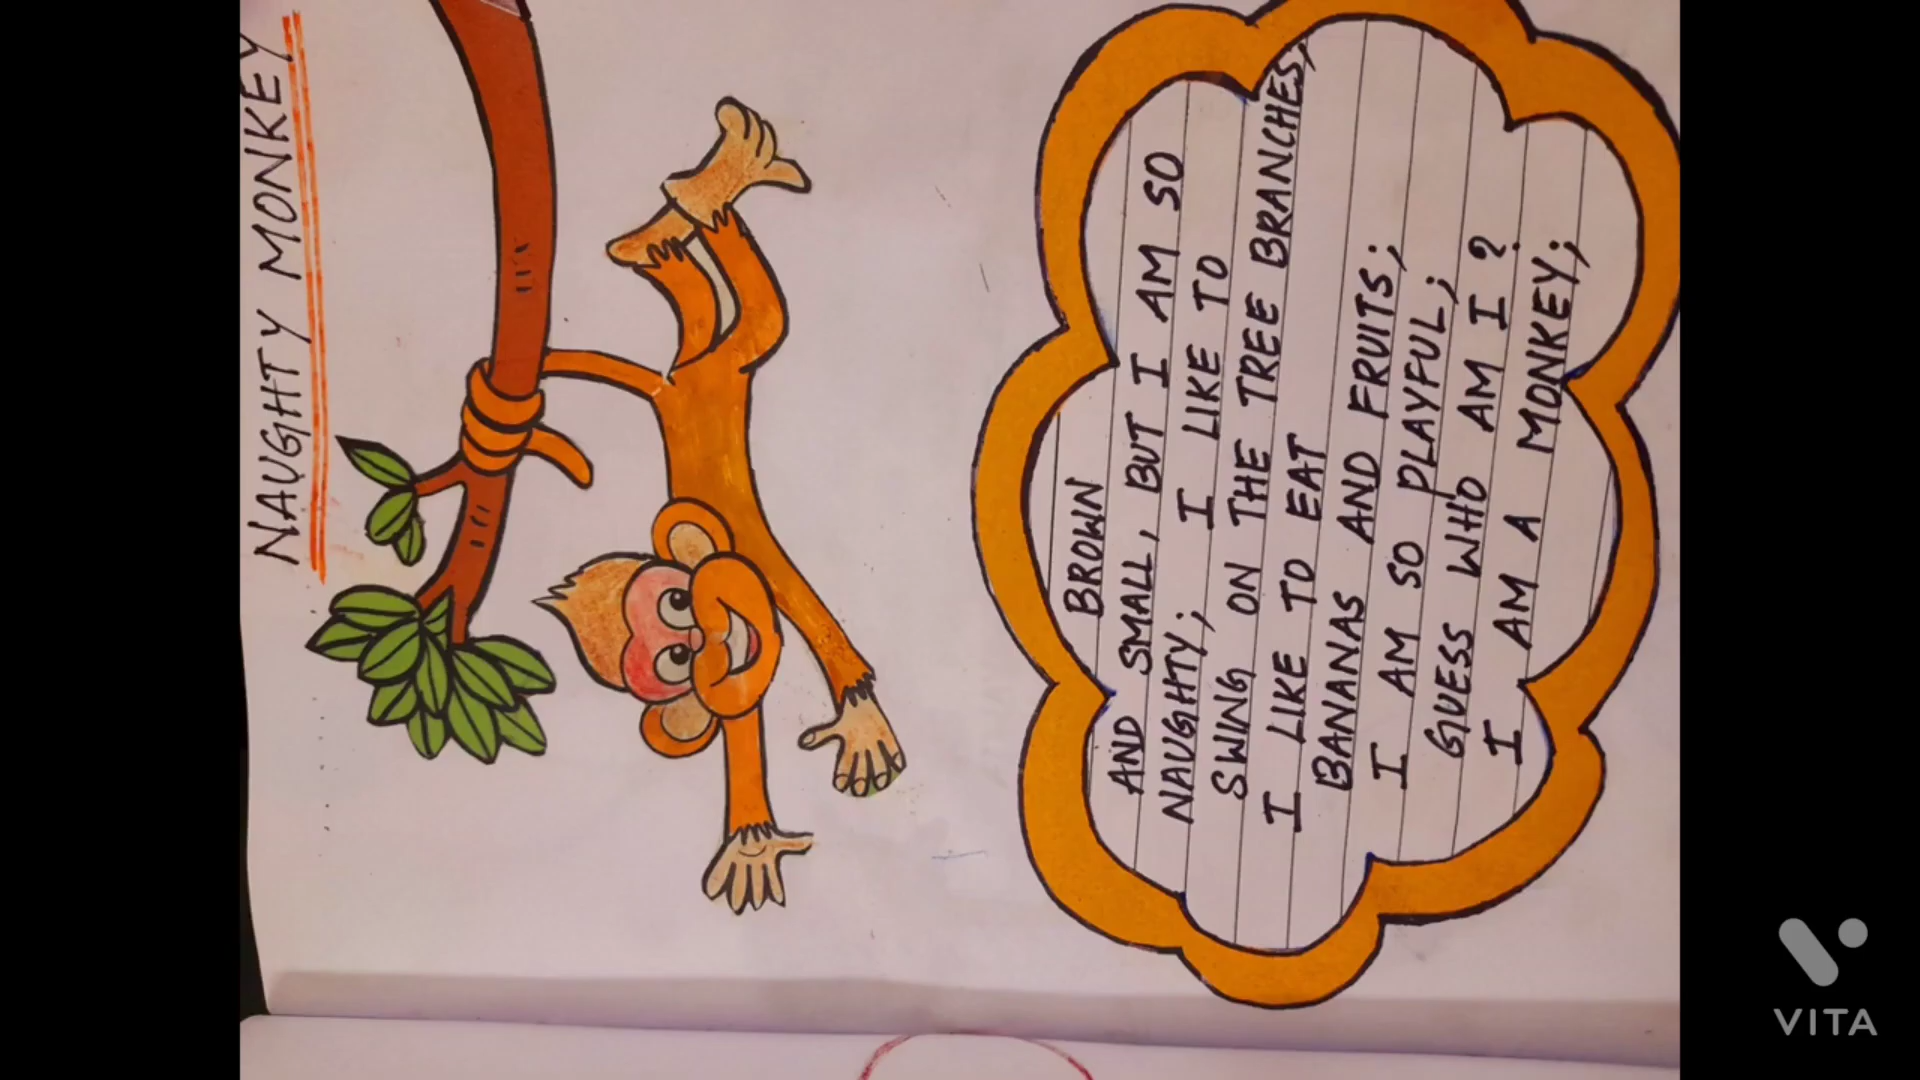 NAUGHTY MONKEY
BROWN
AND SMALL, BUT I AM SO
NAUGHTY; I LIKE TO
SWING ON THE TREE BRANCHES,
I LIKE TO EAT
BANANAS AND FRUITS;
I AM SO PLAYFUL;
GUESS WHO AM I?
I AM A MONKEY;
VITA